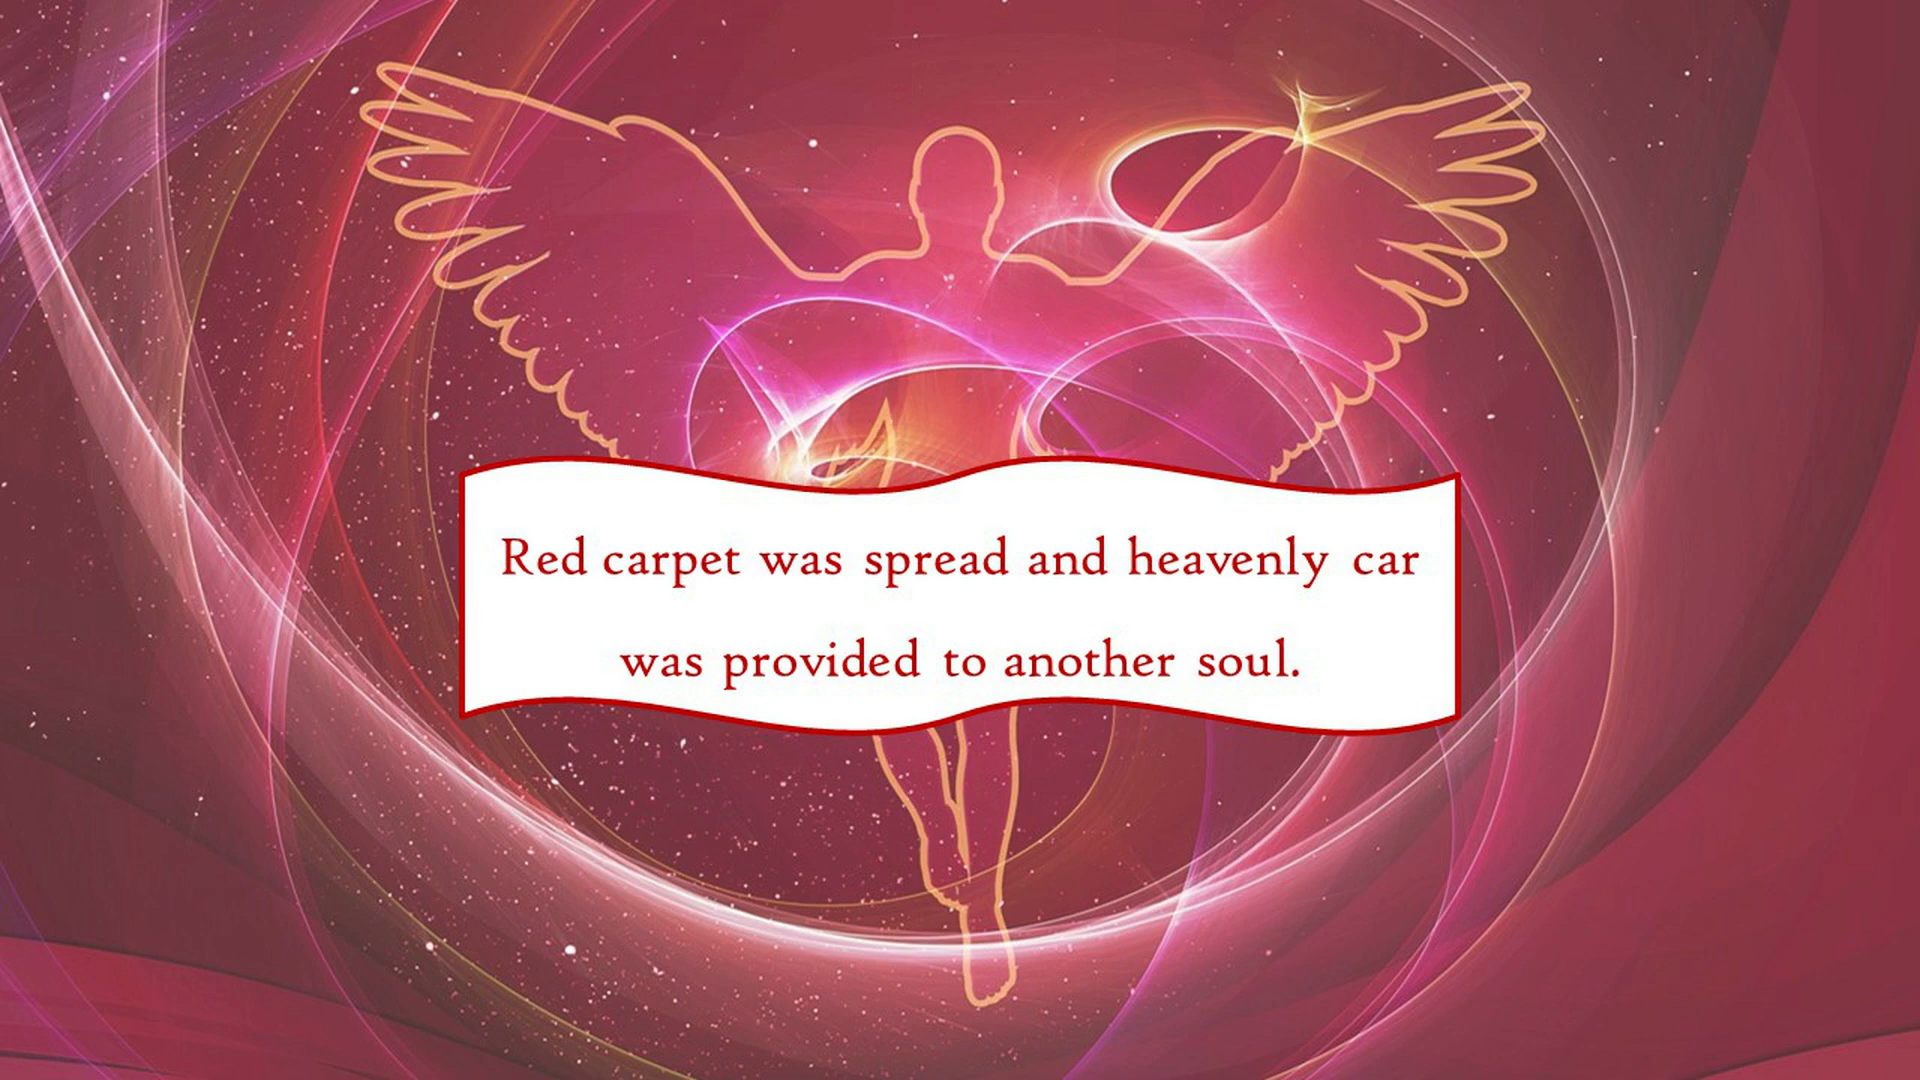 Red carpet was spread and heavenly car
was provided to another soul.